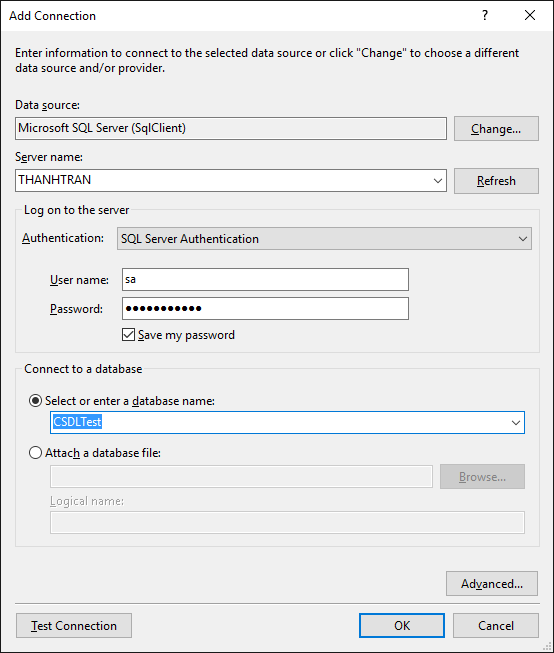 Add Connection
?
Enter information to connect to the selected data source or click "Change" to choose a different
data source and/or provider.
Data source:
Microsoft SQL Server (SqlClient)
Change...
Server name:
THANHTRAN
Refresh
Log on to the server
Authentication:
SQL Server Authentication
User name:
sa
Password:
●●●●●●●●●●●
Save my password
Connect to a database
Select or enter a database name:
CSDLTest
Attach a database file:
Browse...
Logical name:
Advanced...
Test Connection
OK
Cancel